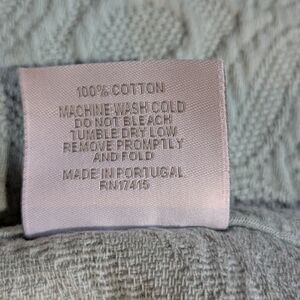 100% COTTON
MACHINE WASH COLD
DO NOT BLEACH
TUMBLE DRY LOW
REMOVE PROMPTLY
AND FOLD
MADE IN PORTUGAL
RN17415